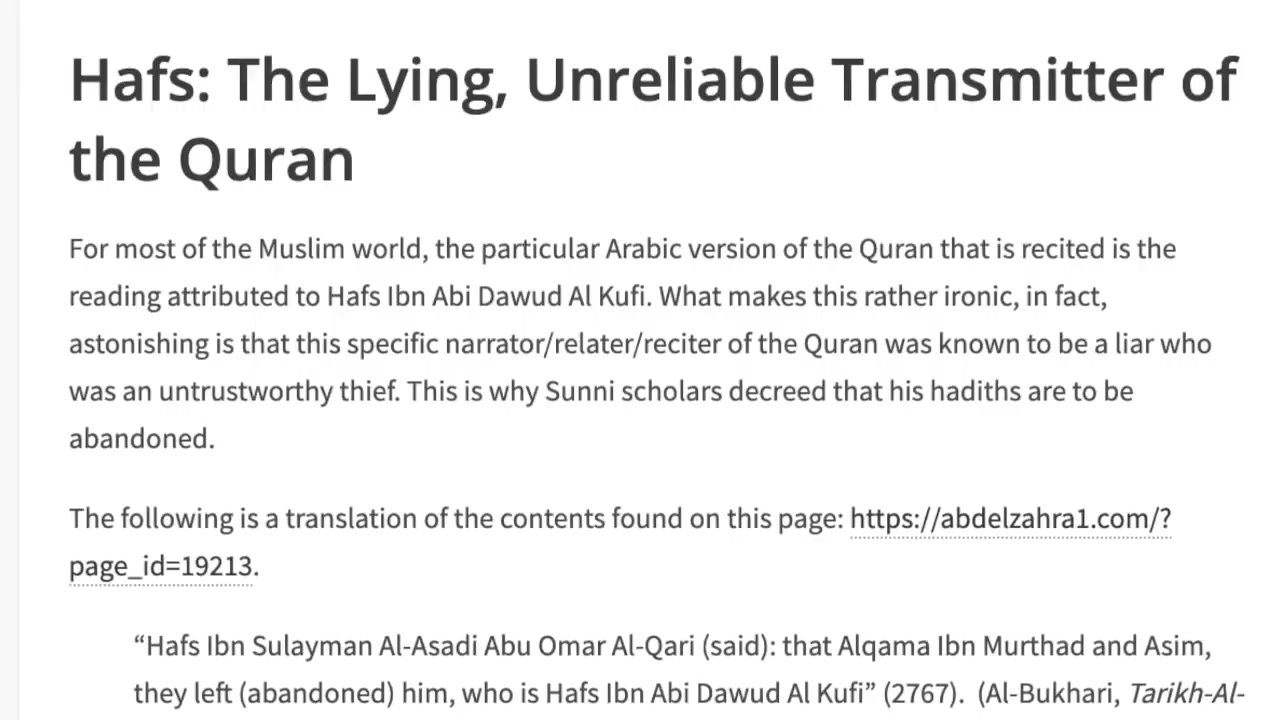 Hafs: The Lying, Unreliable Transmitter of
the Quran
For most of the Muslim world, the particular Arabic version of the Quran that is recited is the
reading attributed to Hafs Ibn Abi Dawud Al Kufi. What makes this rather ironic, in fact,
astonishing is that this specific narrator/relater/reciter of the Quran was known to be a liar who
was an untrustworthy thief. This is why Sunni scholars decreed that his hadiths are to be
abandoned.
The following is a translation of the contents found on this page: https://abdelzahra1.com/?
page_id=19213.
“Hafs Ibn Sulayman Al-Asadi Abu Omar Al-Qari (said): that Alqama Ibn Murthad and Asim,
they left (abandoned) him, who is Hafs Ibn Abi Dawud Al Kufi” (2767). (Al-Bukhari, Tarikh-Al-